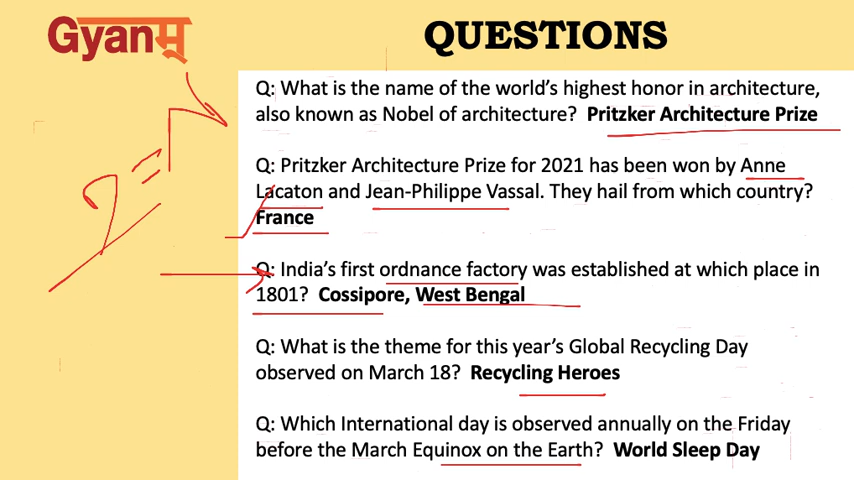 Gyanम्
QUESTIONS
Q: What is the name of the world's highest honor in architecture,
also known as Nobel of architecture? Pritzker Architecture Prize
Q: Pritzker Architecture Prize for 2021 has been won by Anne
Lacaton and Jean-Philippe Vassal. They hail from which country?
France
Q: India's first ordnance factory was established at which place in
1801? Cossipore, West Bengal
Q: What is the theme for this year's Global Recycling Day
observed on March 18? Recycling Heroes
Q: Which International day is observed annually on the Friday
before the March Equinox on the Earth? World Sleep Day